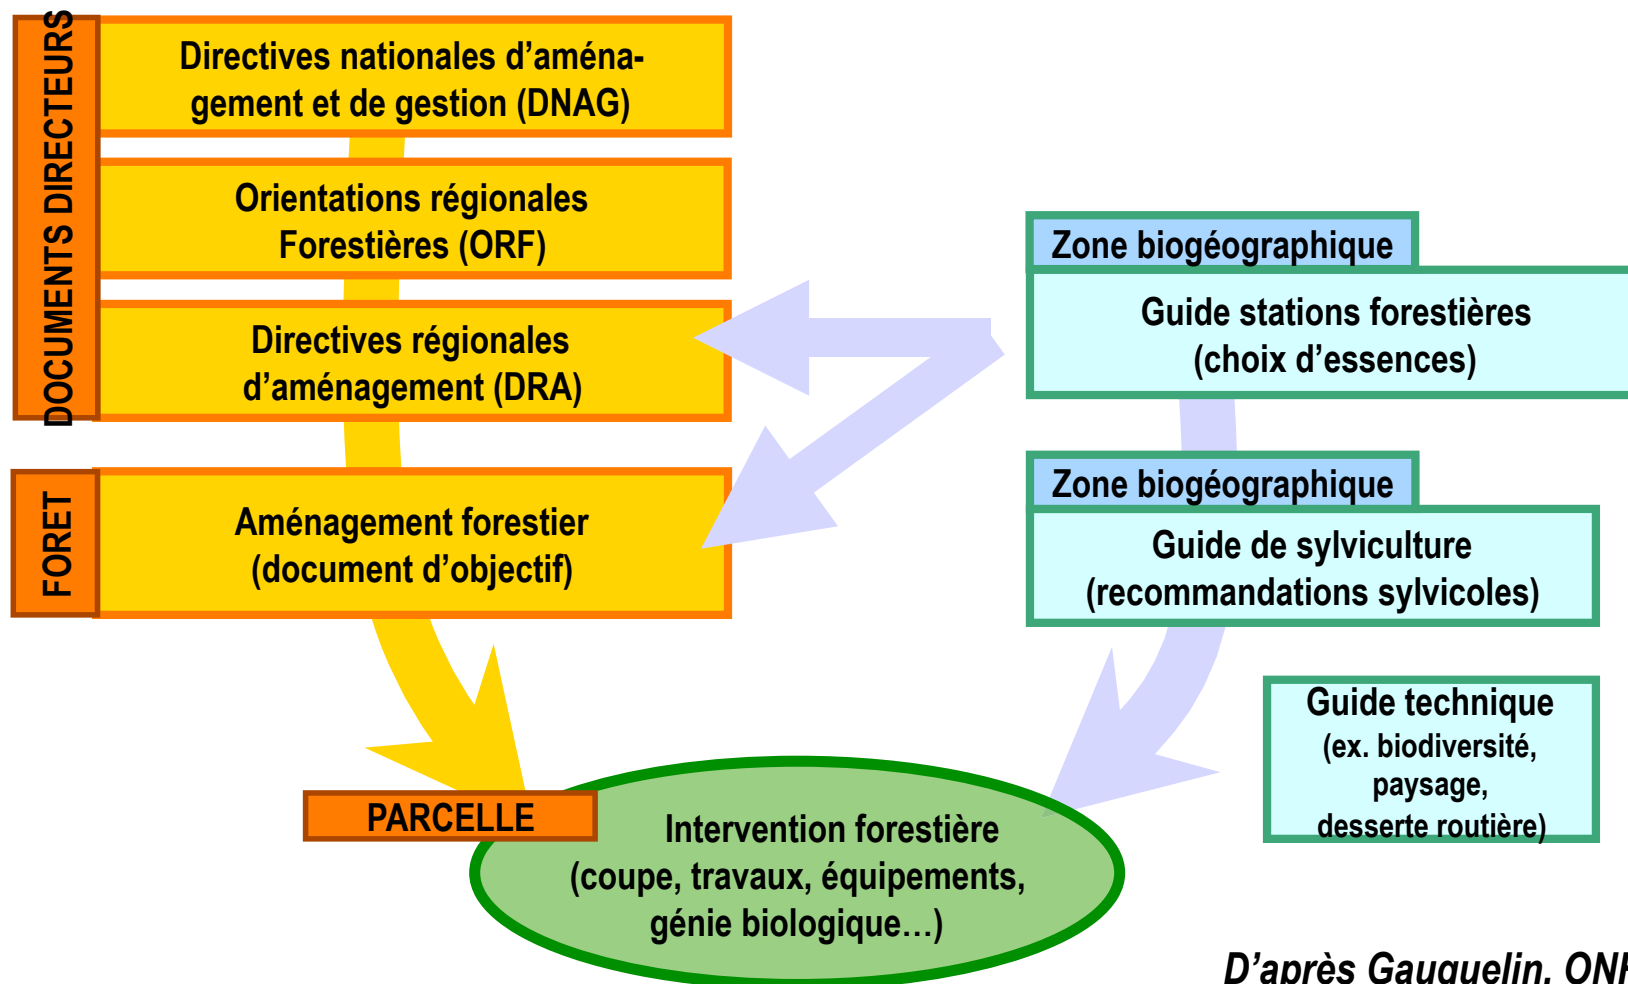 DOCUMENTS DIRECTEURS
Directives nationales d’aména-
gement et de gestion (DNAG)
Orientations régionales
Forestières (ORF)
Directives régionales
d’aménagement (DRA)
FORET
Aménagement forestier
(document d’objectif)
PARCELLE
Intervention forestière
(coupe, travaux, équipements,
génie biologique…)
Zone biogéographique
Guide stations forestières
(choix d’essences)
Zone biogéographique
Guide de sylviculture
(recommandations sylvicoles)
Guide technique
(ex. biodiversité,
paysage,
desserte routière)
D’après Gauquelin, ONF